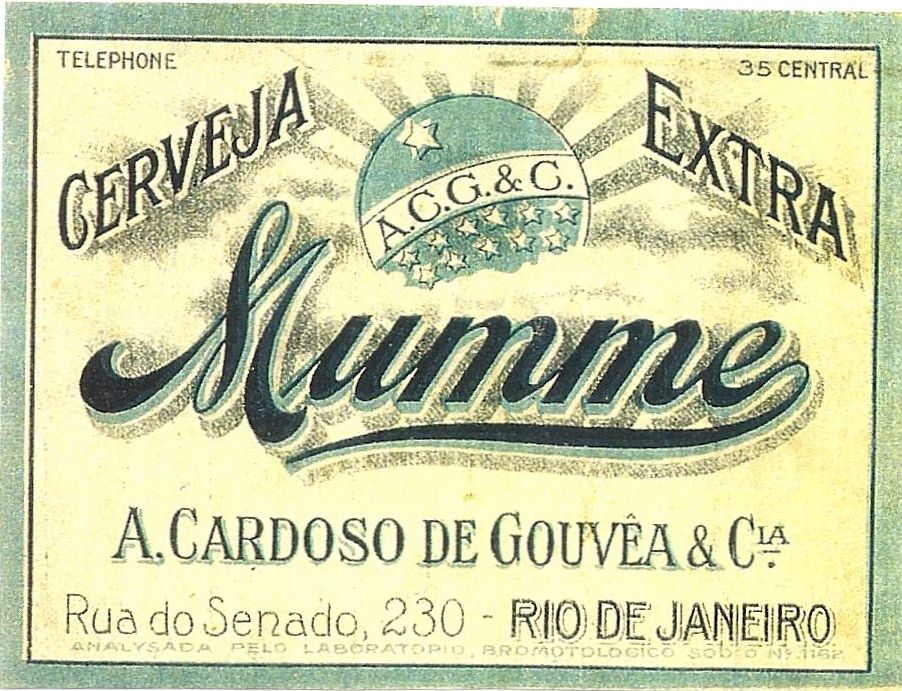 TELEPHONE
35 CENTRAL
CERVEJA
EXTRA
A.C.G. & C.
Mumme
A. CARDOSO DE GOUVÊA & CIA.
Rua do Senado, 230 - RIO DE JANEIRO
ANALYSADA PELO LABORATORIO, BROMOTOLOGICO SOB O Nº 1162